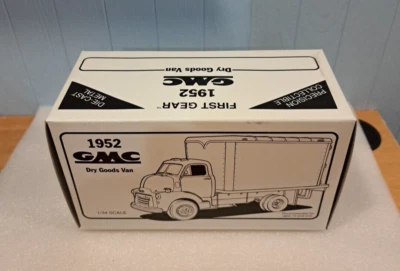 Dry Goods Van
GMC
1952
FIRST GEAR™
DIE-CAST
METAL
PRECISION
COLLECTIBLE
1952
GMC
Dry Goods Van
1/34 SCALE